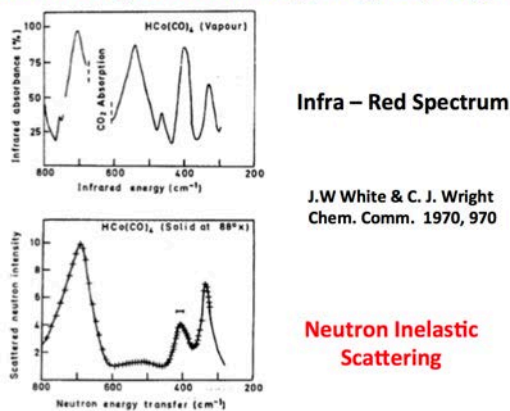 HCo(CO)₄ (Vapour)
Infrared absorbance (%)
100
75
50
25
CO₂ Absorption
800
600
400
200
Infrared energy (cm⁻¹)
Infra – Red Spectrum
J.W White & C. J. Wright
Chem. Comm. 1970, 970
HCo(CO)₄ (Solid at 88°K)
Scattered neutron intensity
10
8
6
4
2
800
600
400
200
Neutron energy transfer (cm⁻¹)
Neutron Inelastic
Scattering